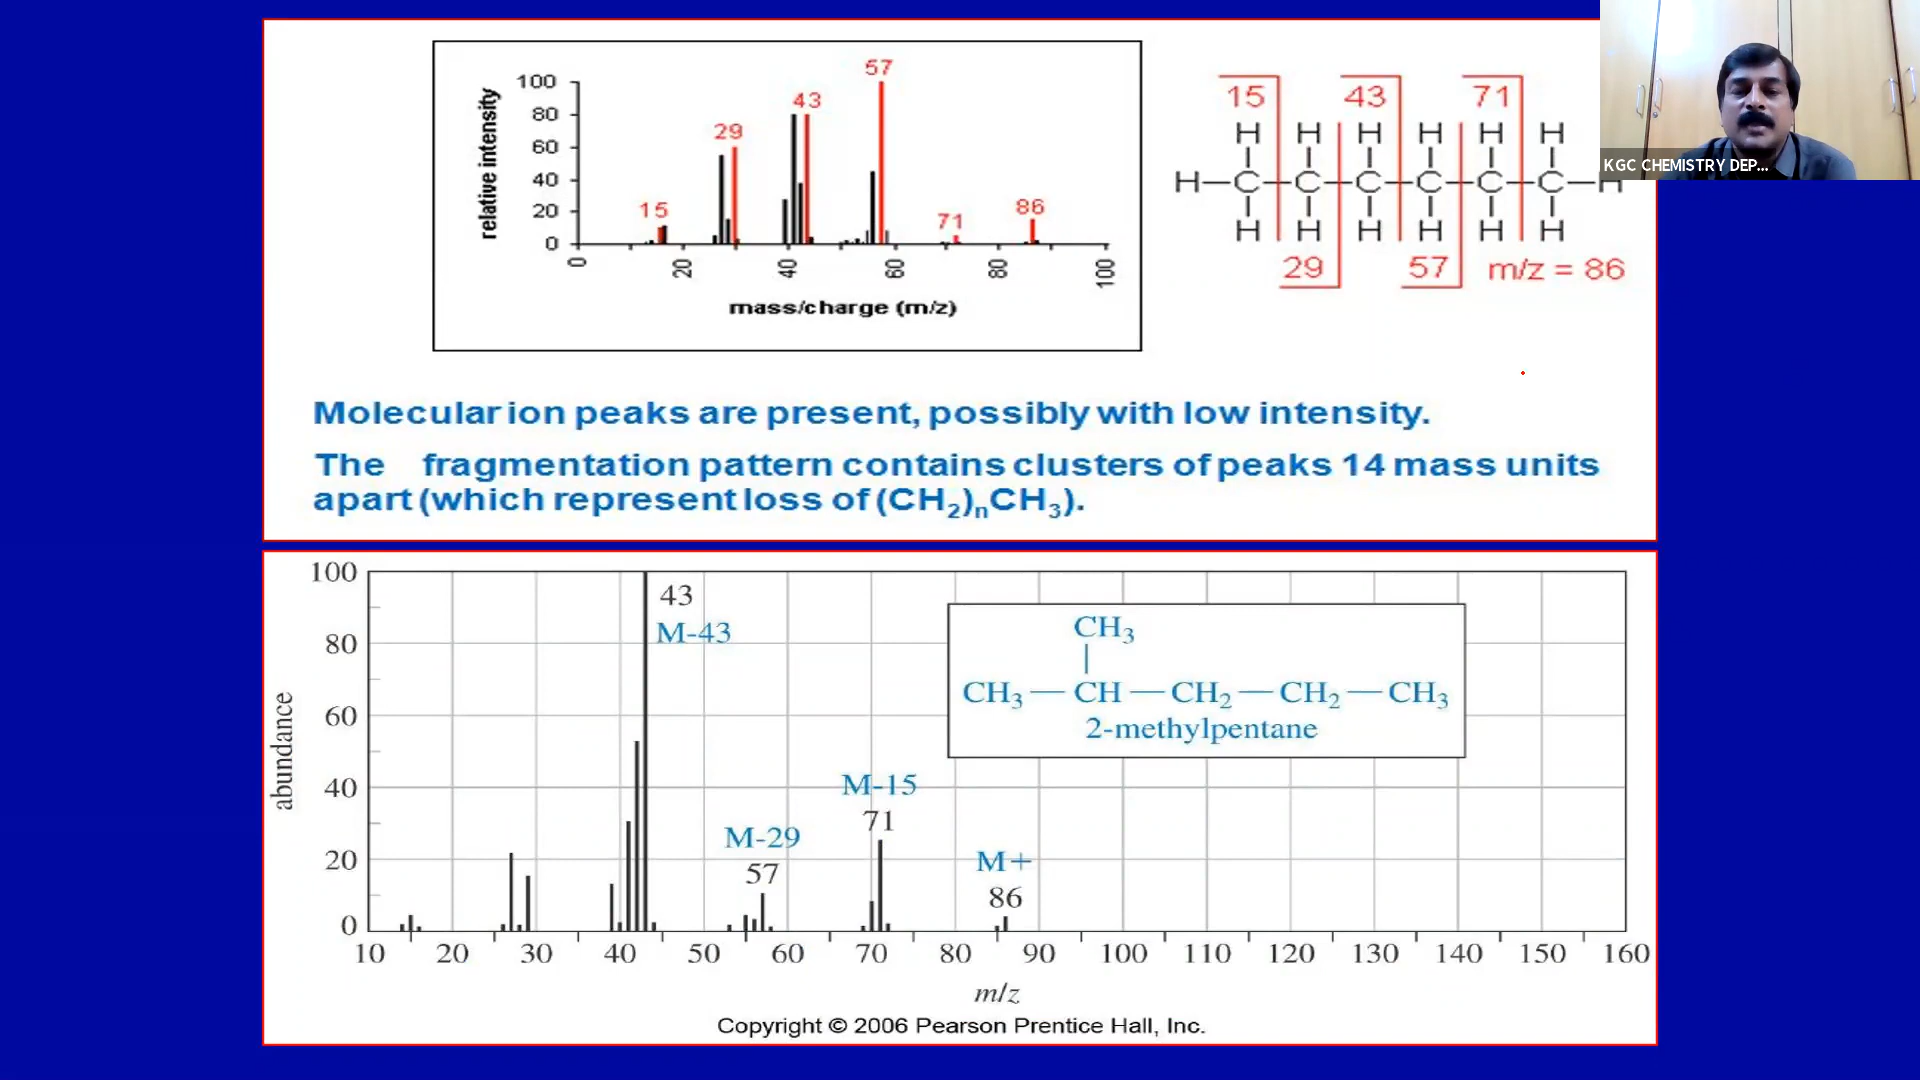 100
80
60
40
20
0
relative intensity
15
29
43
57
71
86
0
20
40
60
80
100
mass/charge (m/z)
15 43 71
H H H H H H
H—C—C—C—C—C—C—H
H H H H H H
29 57 m/z = 86
KGC CHEMISTRY DEP...
Molecular ion peaks are present, possibly with low intensity.
The fragmentation pattern contains clusters of peaks 14 mass units
apart (which represent loss of (CH₂)ₙCH₃).
100
80
60
40
20
0
abundance
43
M-43
M-29
57
M-15
71
M+
86
CH₃
CH₃—CH—CH₂—CH₂—CH₃
2-methylpentane
10 20 30 40 50 60 70 80 90 100 110 120 130 140 150 160
m/z
Copyright © 2006 Pearson Prentice Hall, Inc.